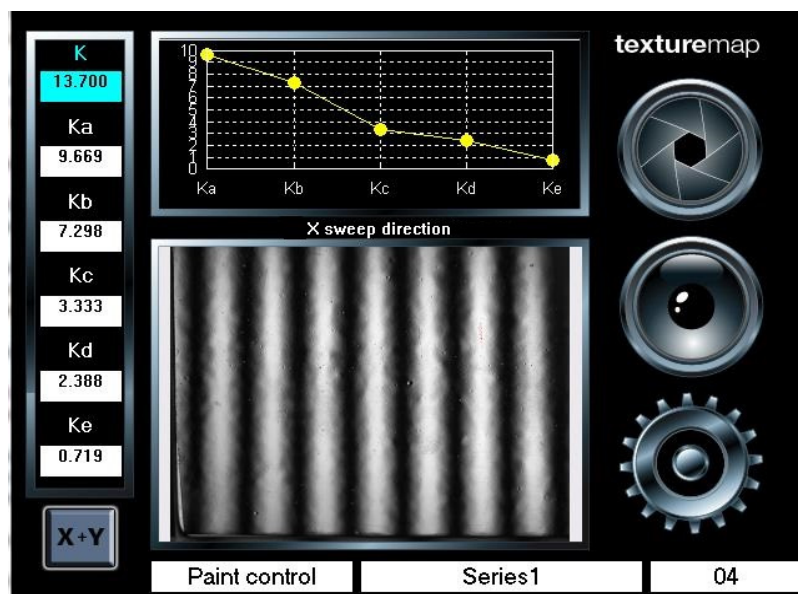 K
13.700
Ka
9.669
Kb
7.298
Kc
3.333
Kd
2.388
Ke
0.719
X+Y
10
9
8
7
6
5
4
3
2
1
0
Ka Kb Kc Kd Ke
X sweep direction
texturemap
Paint control Series1 04